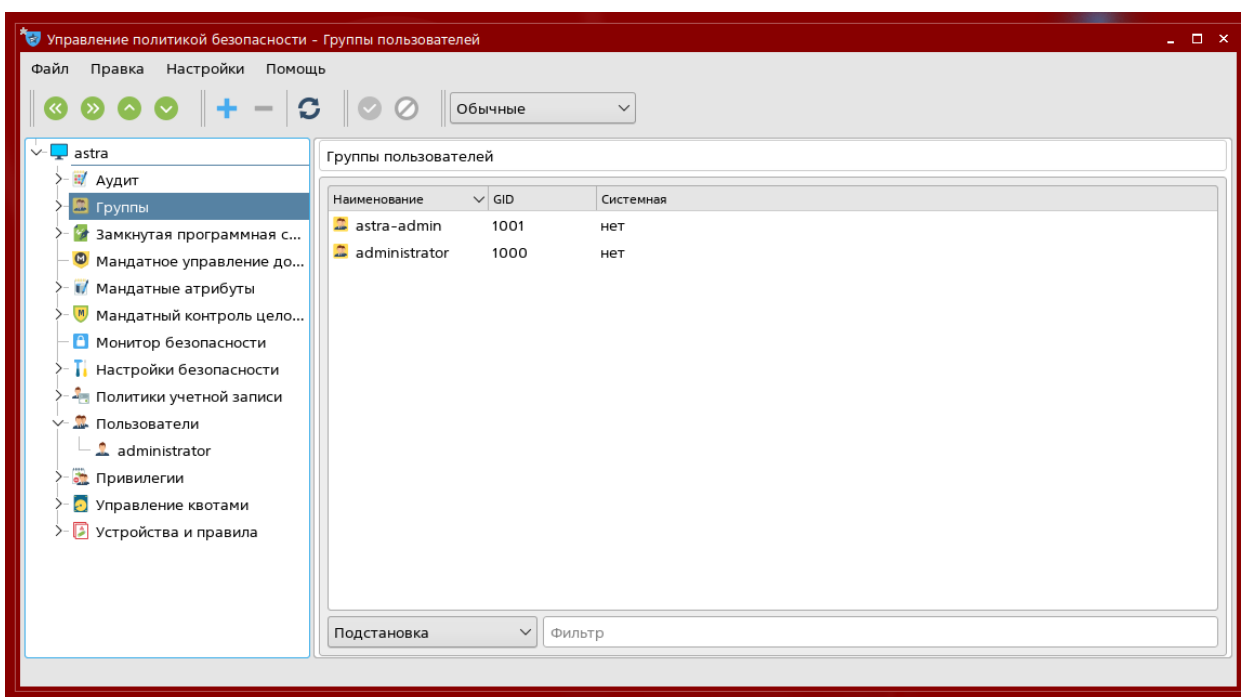 Управление политикой безопасности - Группы пользователей
Файл Правка Настройки Помощь
Обычные
astra
Аудит
Группы
Замкнутая программная с...
Мандатное управление до...
Мандатные атрибуты
Мандатный контроль цело...
Монитор безопасности
Настройки безопасности
Политики учетной записи
Пользователи
administrator
Привилегии
Управление квотами
Устройства и правила
Группы пользователей
Наименование GID Системная
astra-admin 1001 нет
administrator 1000 нет
Подстановка Фильтр